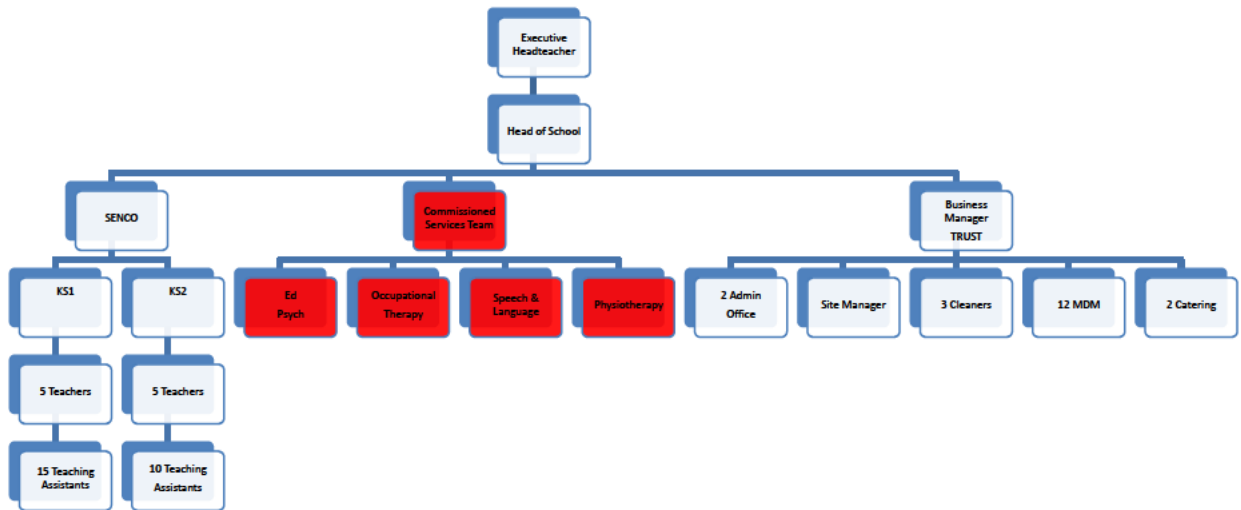 Executive
Headteacher
Head of School
SENCO
Commissioned
Services Team
Business
Manager
TRUST
KS1
KS2
Ed
Psych
Occupational
Therapy
Speech &
Language
Physiotherapy
2 Admin
Office
Site Manager
3 Cleaners
12 MDM
2 Catering
5 Teachers
5 Teachers
15 Teaching
Assistants
10 Teaching
Assistants